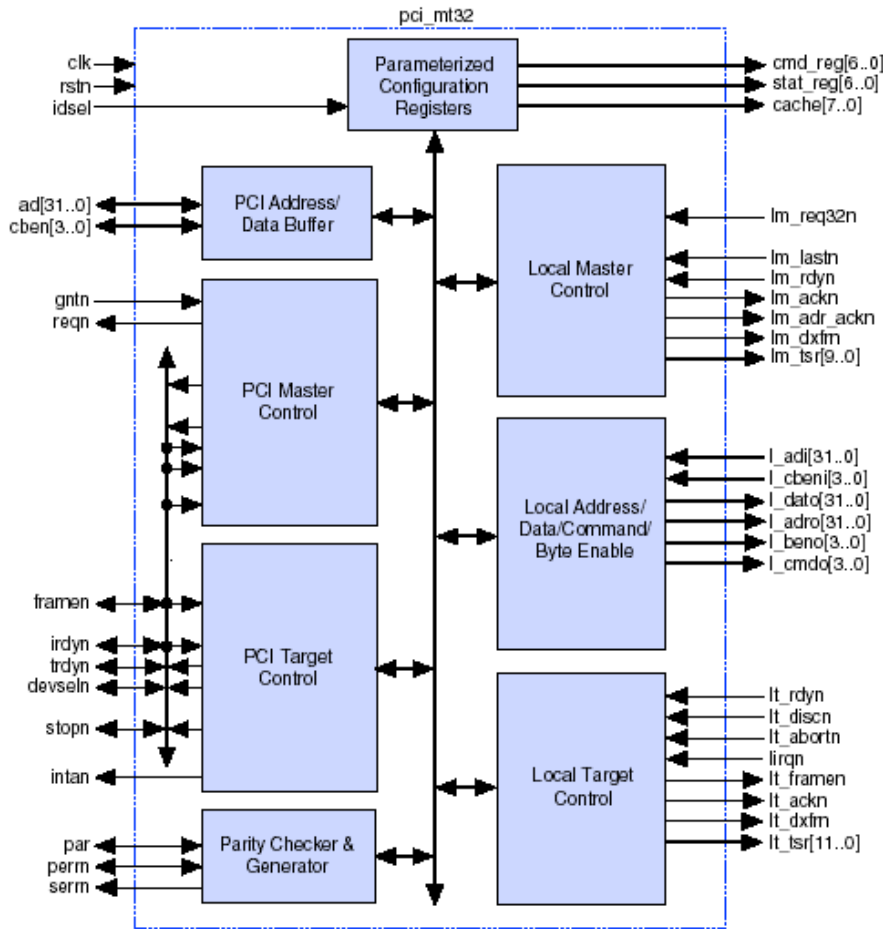 pci_mt32
clk
rstn
idsel
Parameterized
Configuration
Registers
cmd_reg[6..0]
stat_reg[6..0]
cache[7..0]
ad[31..0]
cben[3..0]
PCI Address/
Data Buffer
gntn
reqn
PCI Master
Control
Local Master
Control
lm_req32n
lm_lastn
lm_rdyn
lm_ackn
lm_adr_ackn
lm_dxfrn
lm_tsr[9..0]
Local Address/
Data/Command/
Byte Enable
l_adi[31..0]
l_cbeni[3..0]
l_dato[31..0]
l_adro[31..0]
l_beno[3..0]
l_cmdo[3..0]
framen
irdyn
trdyn
devseln
stopn
intan
PCI Target
Control
Local Target
Control
lt_rdyn
lt_discn
lt_abortn
lirqn
lt_framen
lt_ackn
lt_dxfrn
lt_tsr[11..0]
par
perrn
serrn
Parity Checker &
Generator